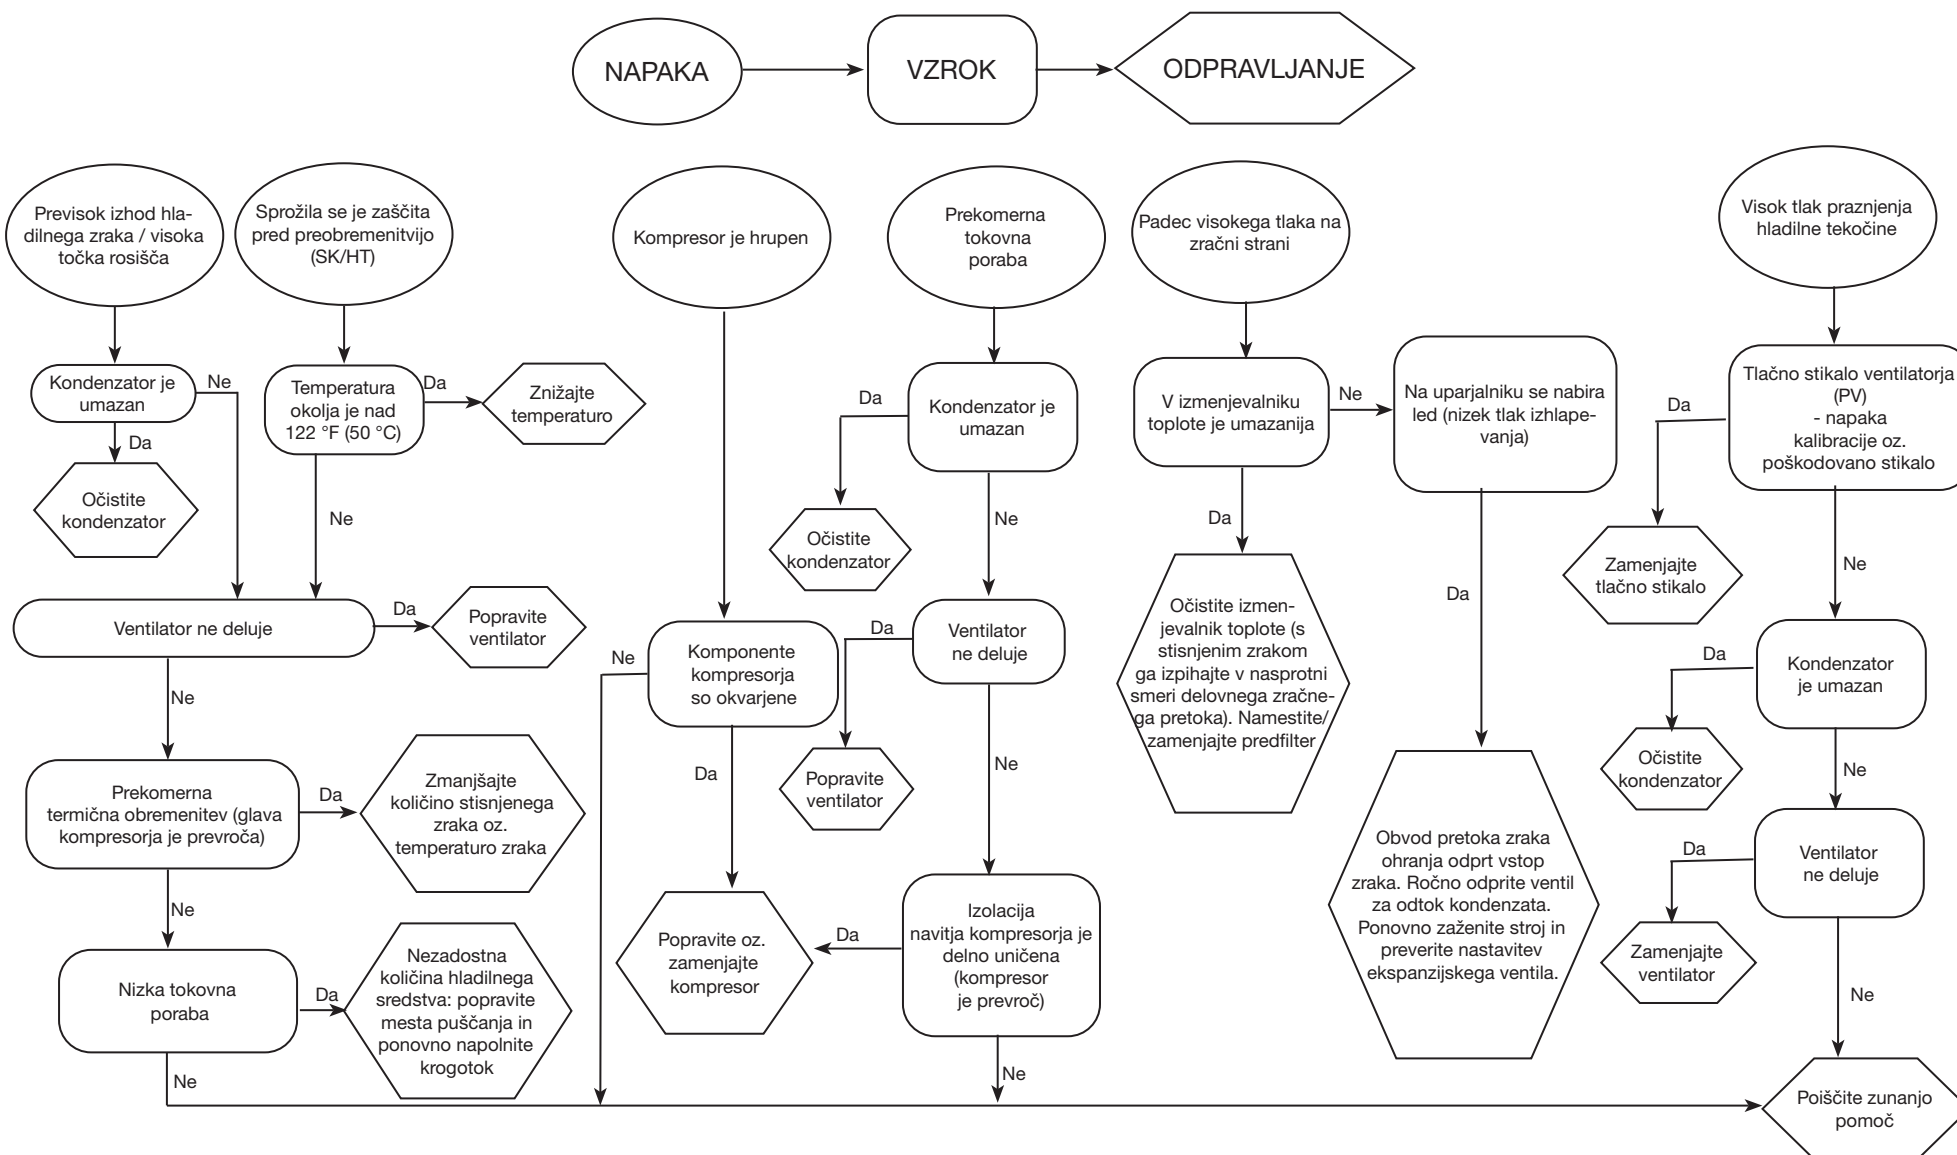 NAPAKA
VZROK
ODPRAVLJANJE
Previsok izhod hla-
dilnega zraka / visoka
točka rosišča
Kondenzator je
umazan
Ne
Da
Očistite
kondenzator
Sprožila se je zaščita
pred preobremenitvijo
(SK/HT)
Temperatura
okolja je nad
122 °F (50 °C)
Da
Znižajte
temperaturo
Ne
Ventilator ne deluje
Da
Popravite
ventilator
Ne
Prekomerna
termična obremenitev (glava
kompresorja je prevroča)
Da
Zmanjšajte
količino stisnjenega
zraka oz.
temperaturo zraka
Ne
Nizka tokovna
poraba
Da
Nezadostna
količina hladilnega
sredstva: popravite
mesta puščanja in
ponovno napolnite
krogotok
Ne
Kompresor je hrupen
Komponente
kompresorja
so okvarjene
Ne
Da
Popravite oz.
zamenjajte
kompresor
Prekomerna
tokovna
poraba
Kondenzator je
umazan
Da
Očistite
kondenzator
Ne
Ventilator
ne deluje
Da
Popravite
ventilator
Ne
Izolacija
navitja kompresorja je
delno uničena
(kompresor
je prevroč)
Da
Ne
Padec visokega tlaka na
zračni strani
V izmenjevalniku
toplote je umazanija
Ne
Da
Očistite izmen-
jevalnik toplote (s
stisnjenim zrakom
ga izpihajte v nasprotni
smeri delovnega zračne-
ga pretoka). Namestite/
zamenjajte predfilter
Na uparjalniku se nabira
led (nizek tlak izhlape-
vanja)
Da
Obvod pretoka zraka
ohranja odprt vstop
zraka. Ročno odprite ventil
za odtok kondenzata.
Ponovno zaženite stroj in
preverite nastavitev
ekspanzijskega ventila.
Visok tlak praznjenja
hladilne tekočine
Tlačno stikalo ventilatorja
(PV)
- napaka
kalibracije oz.
poškodovano stikalo
Da
Zamenjajte
tlačno stikalo
Ne
Kondenzator
je umazan
Da
Očistite
kondenzator
Ne
Ventilator
ne deluje
Da
Zamenjajte
ventilator
Ne
Poiščite zunanjo
pomoč